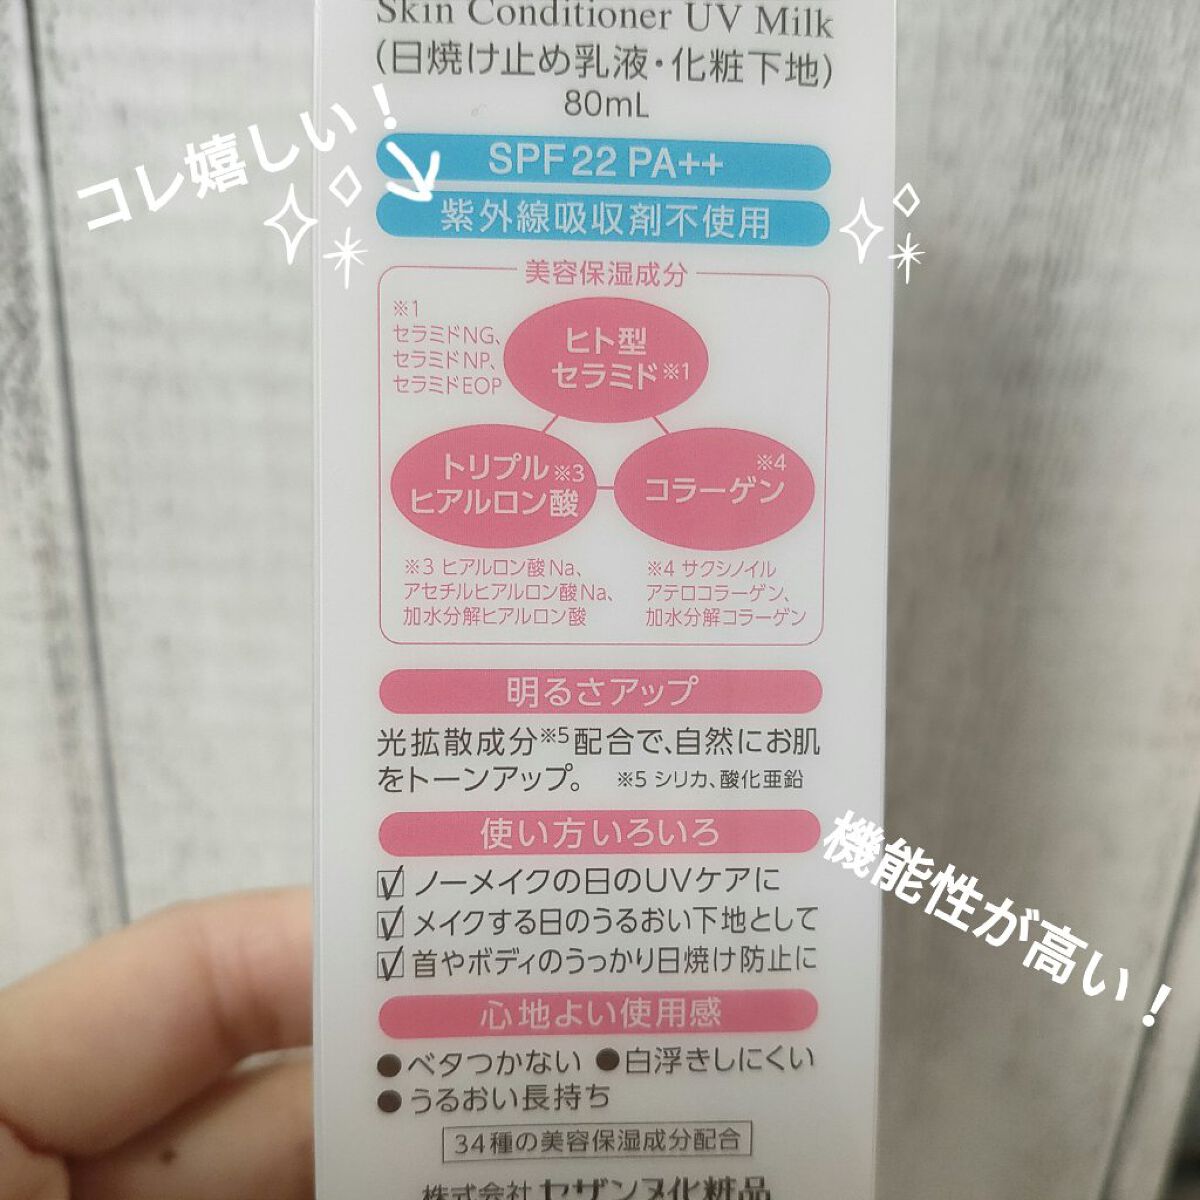 Skin Conditioner UV Milk
(日焼け止め乳液・化粧下地)
80mL
コレ嬉しい!
SPF22 PA++
紫外線吸収剤不使用
美容保湿成分
※1
セラミドNG、
セラミドNP、
セラミドEOP
ヒト型
セラミド※1
トリプル※3
ヒアルロン酸
※4
コラーゲン
※3 ヒアルロン酸Na、
アセチルヒアルロン酸Na、
加水分解ヒアルロン酸
※4 サクシノイル
アテロコラーゲン、
加水分解コラーゲン
明るさアップ
光拡散成分※5配合で、自然にお肌
をトーンアップ。 ※5 シリカ、酸化亜鉛
使い方いろいろ
機能性が高い!
ノーメイクの日のUVケアに
メイクする日のうるおい下地として
首やボディのうっかり日焼け防止に
心地よい使用感
●ベタつかない ●白浮きしにくい
●うるおい長持ち
34種の美容保湿成分配合
株式会社 セザンヌ化粧品